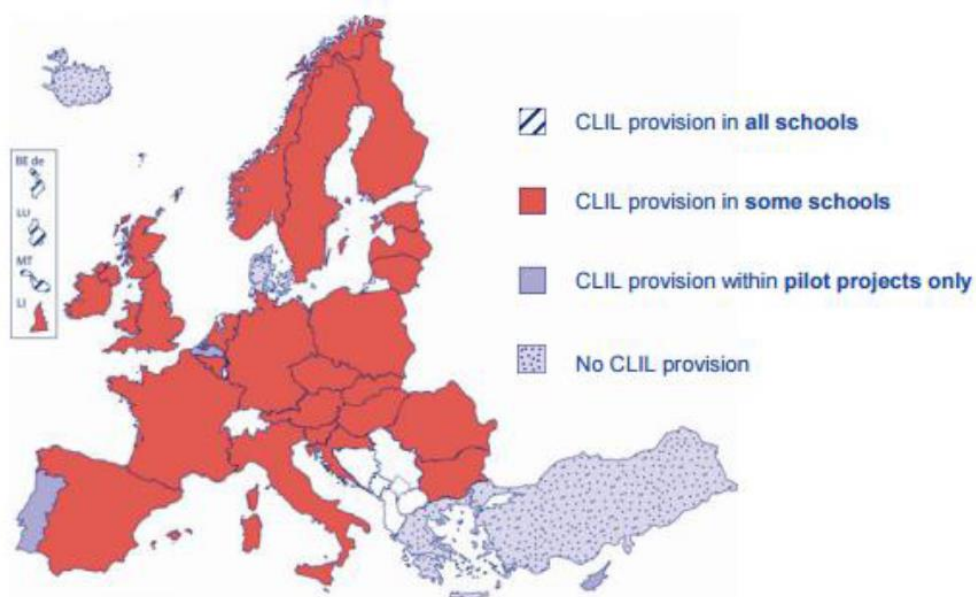 CLIL provision in all schools
BE de
CLIL provision in some schools
LU
MT
CLIL provision within pilot projects only
LI
No CLIL provision